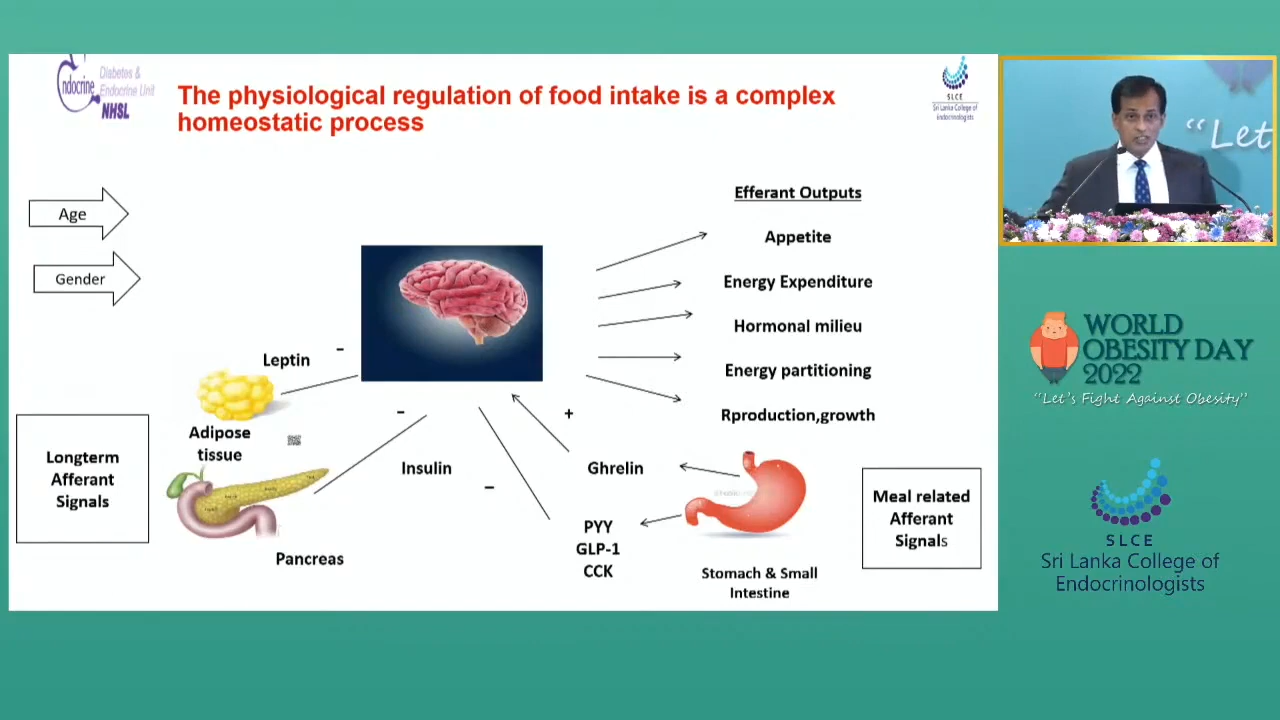 Endocrine
Diabetes &
Endocrine Unit
NHSL
The physiological regulation of food intake is a complex
homeostatic process
SLCE
Sri Lanka College of
Endocrinologists
"Let
Age
Gender
Efferant Outputs
Appetite
Energy Expenditure
Hormonal milieu
Energy partitioning
Rproduction,growth
Leptin
-
Adipose
tissue
-
+
Longterm
Afferant
Signals
Insulin
-
Ghrelin
Pancreas
PYY
GLP-1
CCK
Stomach & Small
Intestine
Meal related
Afferant
Signals
WORLD
OBESITY DAY
2022
"Let's Fight Against Obesity"
SLCE
Sri Lanka College of
Endocrinologists